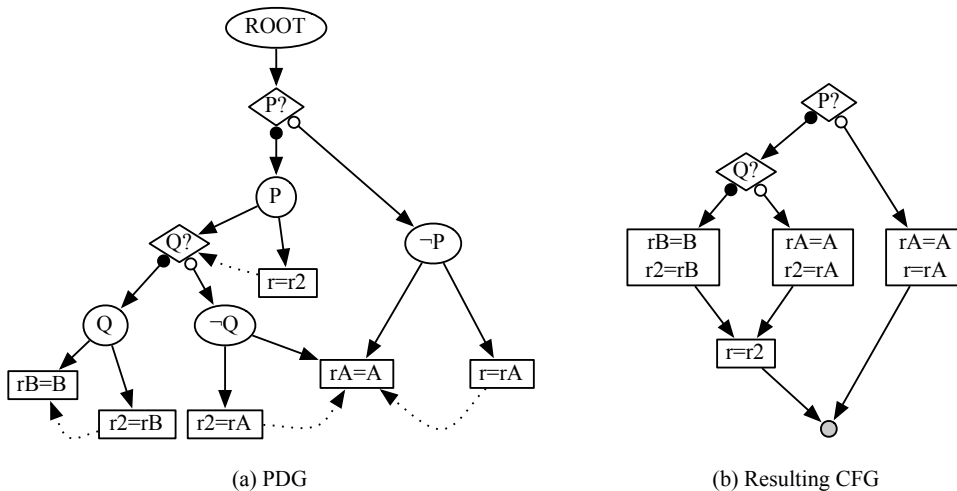 ROOT
P?
P
Q?
r=r2
¬P
Q
¬Q
rB=B
r2=rB
r2=rA
rA=A
r=rA
(a) PDG
P?
Q?
rB=B
r2=rB
rA=A
r2=rA
rA=A
r=rA
r=r2
(b) Resulting CFG